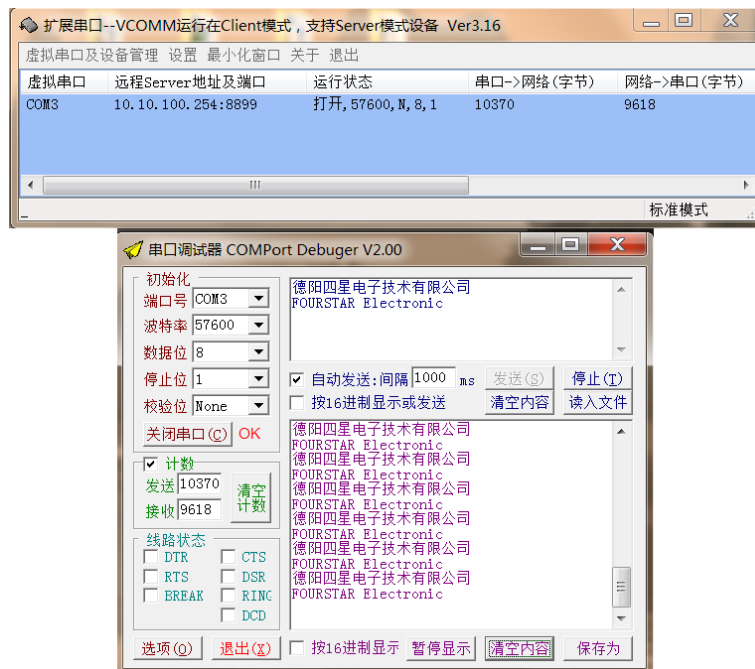 扩展串口--VCOMM运行在Client模式，支持Server模式设备 Ver3.16
虚拟串口及设备管理 设置 最小化窗口 关于 退出
虚拟串口 远程Server地址及端口 运行状态 串口->网络(字节) 网络->串口(字节)
COM3 10.10.100.254:8899 打开,57600,N,8,1 10370 9618
标准模式
串口调试器 COMPort Debuger V2.00
初始化
端口号 COM3
波特率 57600
数据位 8
停止位 1
校验位 None
关闭串口(C) OK
德阳四星电子技术有限公司
FOURSTAR Electronic
自动发送:间隔 1000 ms 发送(S) 停止(T)
按16进制显示或发送 清空内容 读入文件
计数
发送 10370
接收 9618
清空
计数
线路状态
DTR CTS
RTS DSR
BREAK RING
DCD
德阳四星电子技术有限公司
FOURSTAR Electronic
德阳四星电子技术有限公司
FOURSTAR Electronic
德阳四星电子技术有限公司
FOURSTAR Electronic
德阳四星电子技术有限公司
FOURSTAR Electronic
德阳四星电子技术有限公司
FOURSTAR Electronic
德阳四星电子技术有限公司
FOURSTAR Electronic
选项(O) 退出(X) 按16进制显示 暂停显示 清空内容 保存为